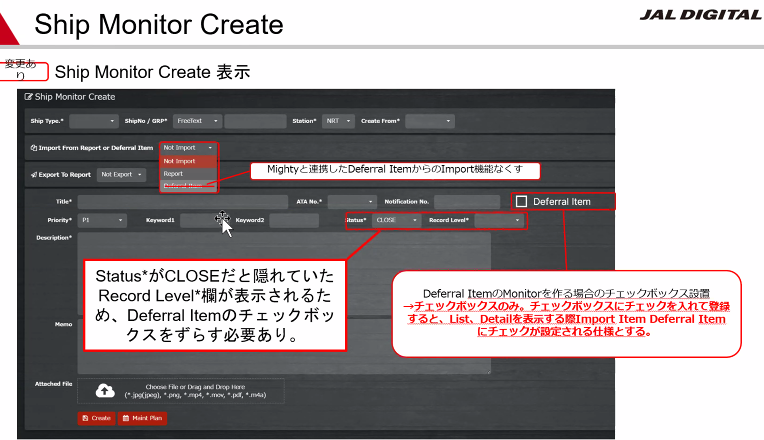 Ship Monitor Create
JAL DIGITAL
変更あ
り
Ship Monitor Create 表示
Ship Monitor Create
Ship Type.* ShipNo / GRP* FreeText Station* NRT Create From*
Import From Report or Deferral Item Not Import
Not Import
Report
Deferral Item
Mightyと連携したDeferral ItemからのImport機能なくす
Export To Report Not Export
Title* ATA No.* Notification No. Deferral Item
Priority* P1 Keyword1 Keyword2 Status* CLOSE Record Level*
Description*
Status*がCLOSEだと隠れていた
Record Level*欄が表示されるた
め、Deferral Itemのチェックボッ
クスをずらす必要あり。
Deferral ItemのMonitorを作る場合のチェックボックス設置
→チェックボックスのみ。チェックボックスにチェックを入れて登録
すると、List、Detailを表示する際Import Item Deferral Item
にチェックが設定される仕様とする。
Memo
Attached File
Choose File or Drag and Drop Here
(*.jpg(jpeg), *.png, *.mp4, *.mov, *.pdf, *.m4a)
Create Maint Plan